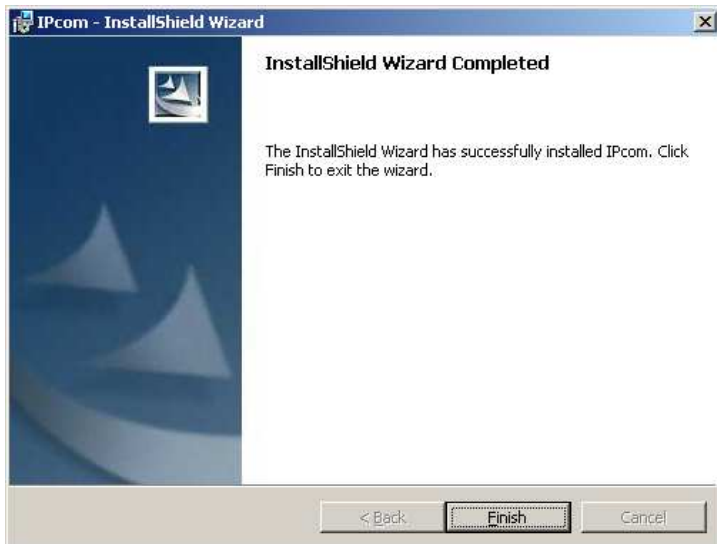 IPcom - InstallShield Wizard
InstallShield Wizard Completed
The InstallShield Wizard has successfully installed IPcom. Click
Finish to exit the wizard.
< Back
Finish
Cancel